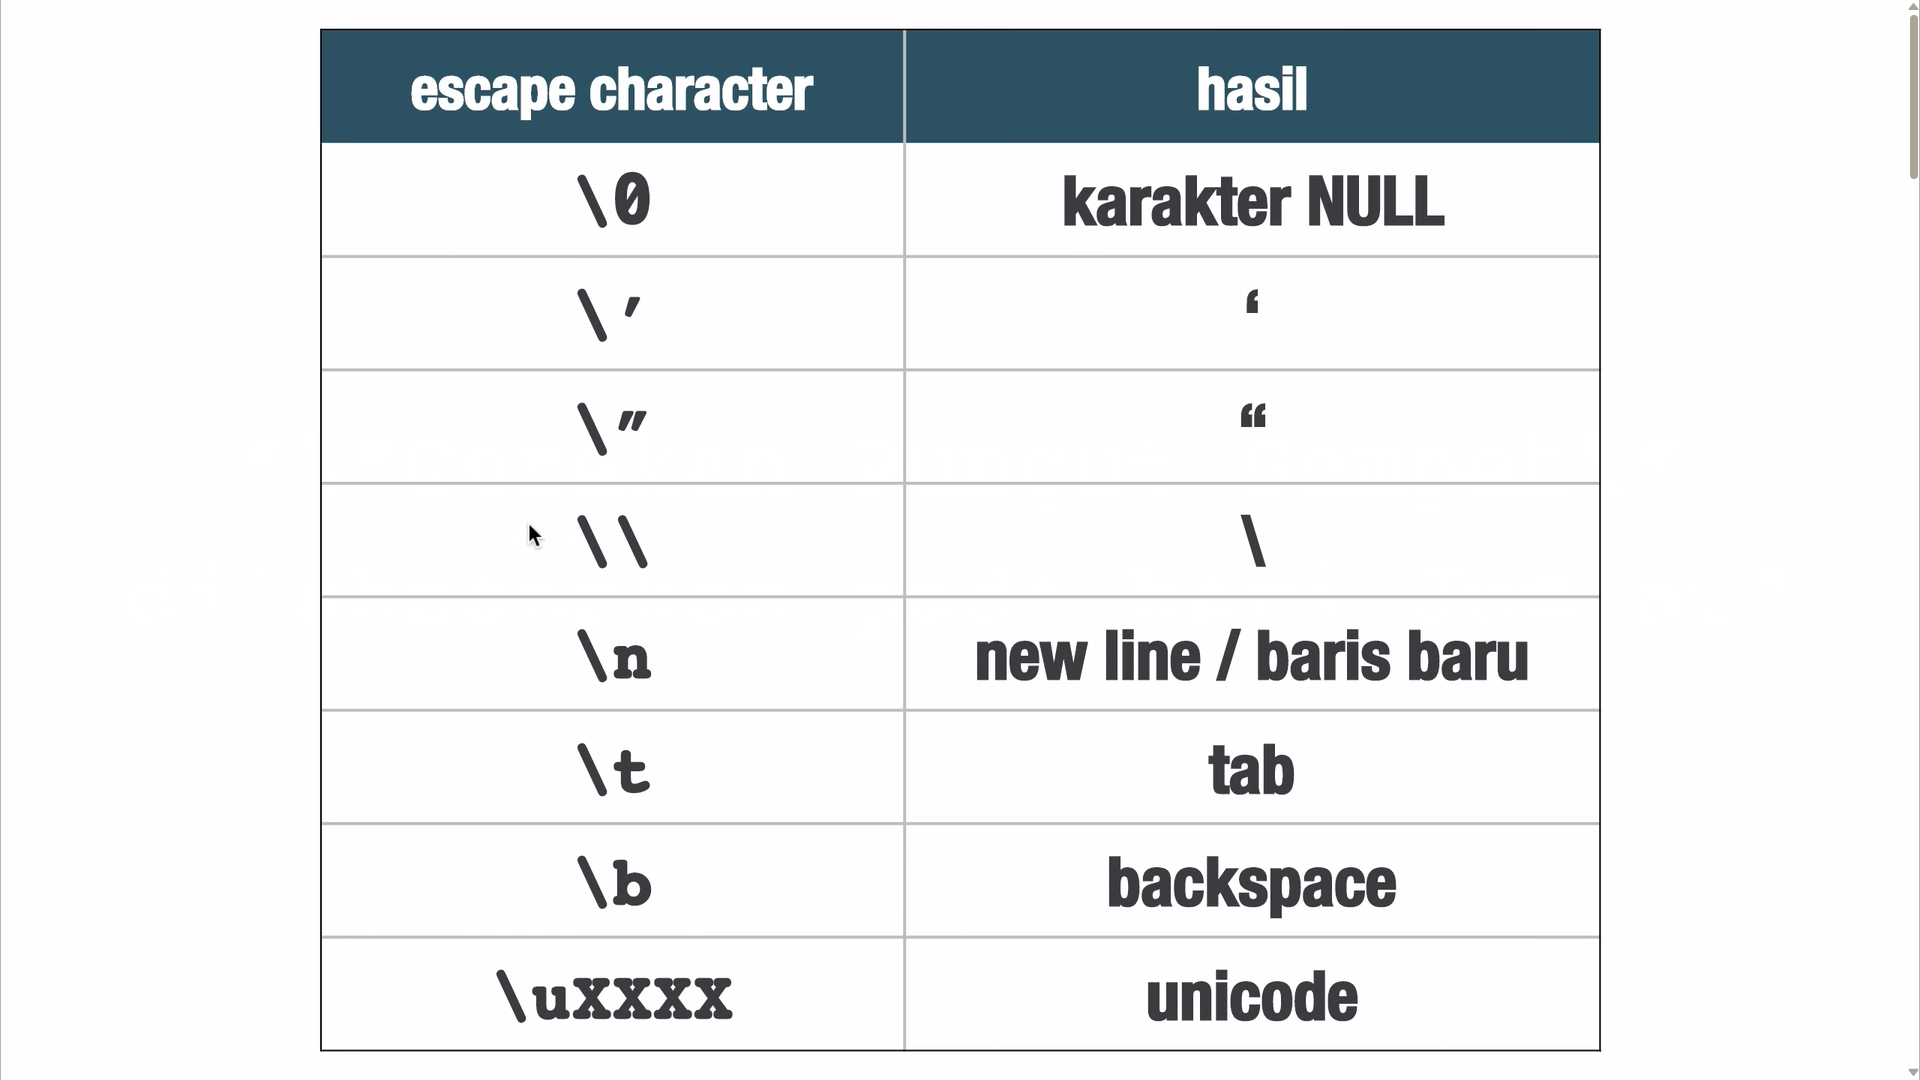 escape character hasil
\0 karakter NULL
\′ ‘
\″ “
\\ \
\n new line / baris baru
\t tab
\b backspace
\uXXXX unicode